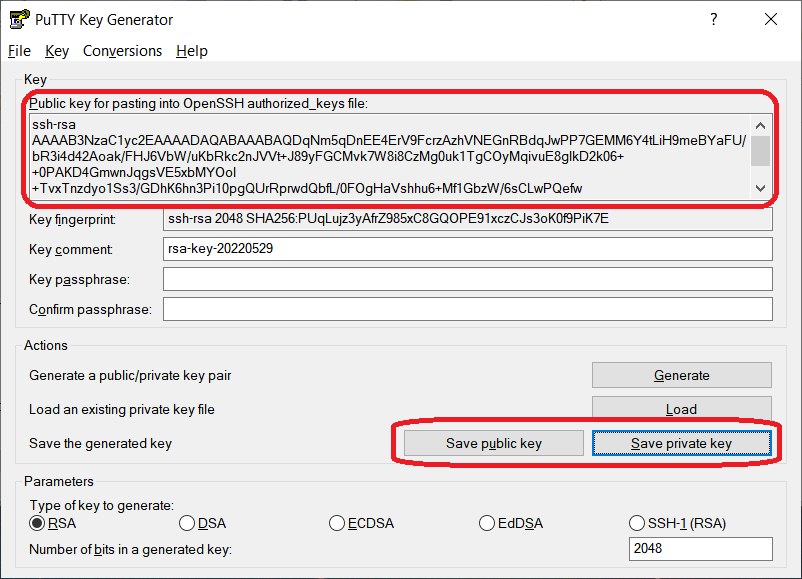 PuTTY Key Generator
?
File Key Conversions Help
Key
Public key for pasting into OpenSSH authorized_keys file:
ssh-rsa
AAAAB3NzaC1yc2EAAAADAQABAAABAQDqNm5qDnEE4ErV9FcrzAzhVNEGnRBdqJwPP7GEMM6Y4tLiH9meBYaFU/
bR3i4d42Aoak/FHJ6VbW/uKbRkc2nJVVt+J89yFGCMvk7W8i8CzMg0uk1TgCOyMqivuE8glkD2k06+
+0PAKD4GmwnJqgsVE5xbMYOol
+TvxTnzdyo1Ss3/GDhK6hn3Pi10pgQUrRprwdQbfL/0FOgHaVshhu6+Mf1GbzW/6sCLwPQefw
Key fingerprint: ssh-rsa 2048 SHA256:PUqLujz3yAfrZ985xC8GQOPE91xczCJs3oK0f9PiK7E
Key comment: rsa-key-20220529
Key passphrase:
Confirm passphrase:
Actions
Generate a public/private key pair Generate
Load an existing private key file Load
Save the generated key Save public key Save private key
Parameters
Type of key to generate:
RSA DSA ECDSA EdDSA SSH-1 (RSA)
Number of bits in a generated key: 2048